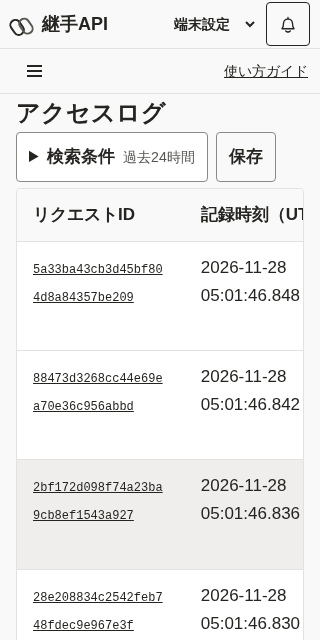 継手API
端末設定
使い方ガイド
アクセスログ
検索条件 過去24時間
保存
リクエストID 記録時刻（UT
5a33ba43cb3d45bf80
4d8a84357be209
2026-11-28
05:01:46.848
88473d3268cc44e69e
a70e36c956abbd
2026-11-28
05:01:46.842
2bf172d098f74a23ba
9cb8ef1543a927
2026-11-28
05:01:46.836
28e208834c2542feb7
48fdec9e967e3f
2026-11-28
05:01:46.830